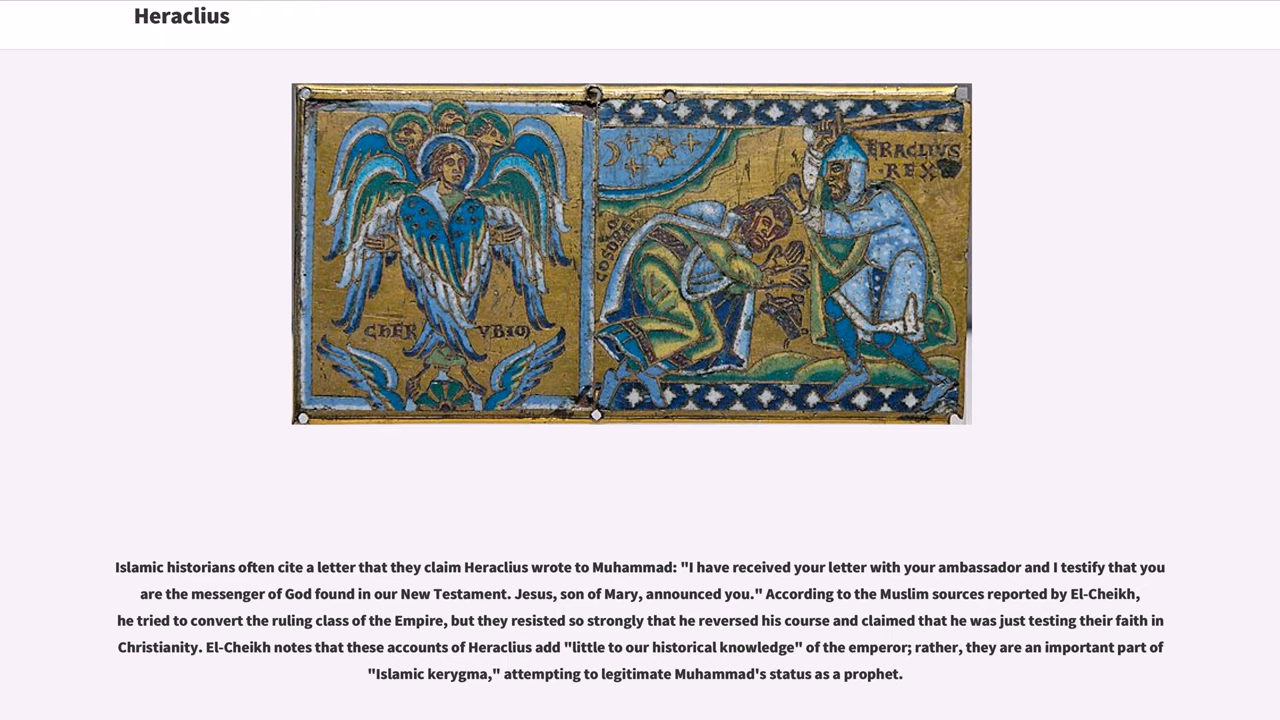 Heraclius
ERACLIUS
REX
CHER VBIN
Islamic historians often cite a letter that they claim Heraclius wrote to Muhammad: "I have received your letter with your ambassador and I testify that you
are the messenger of God found in our New Testament. Jesus, son of Mary, announced you." According to the Muslim sources reported by El-Cheikh,
he tried to convert the ruling class of the Empire, but they resisted so strongly that he reversed his course and claimed that he was just testing their faith in
Christianity. El-Cheikh notes that these accounts of Heraclius add "little to our historical knowledge" of the emperor; rather, they are an important part of
"Islamic kerygma," attempting to legitimate Muhammad's status as a prophet.